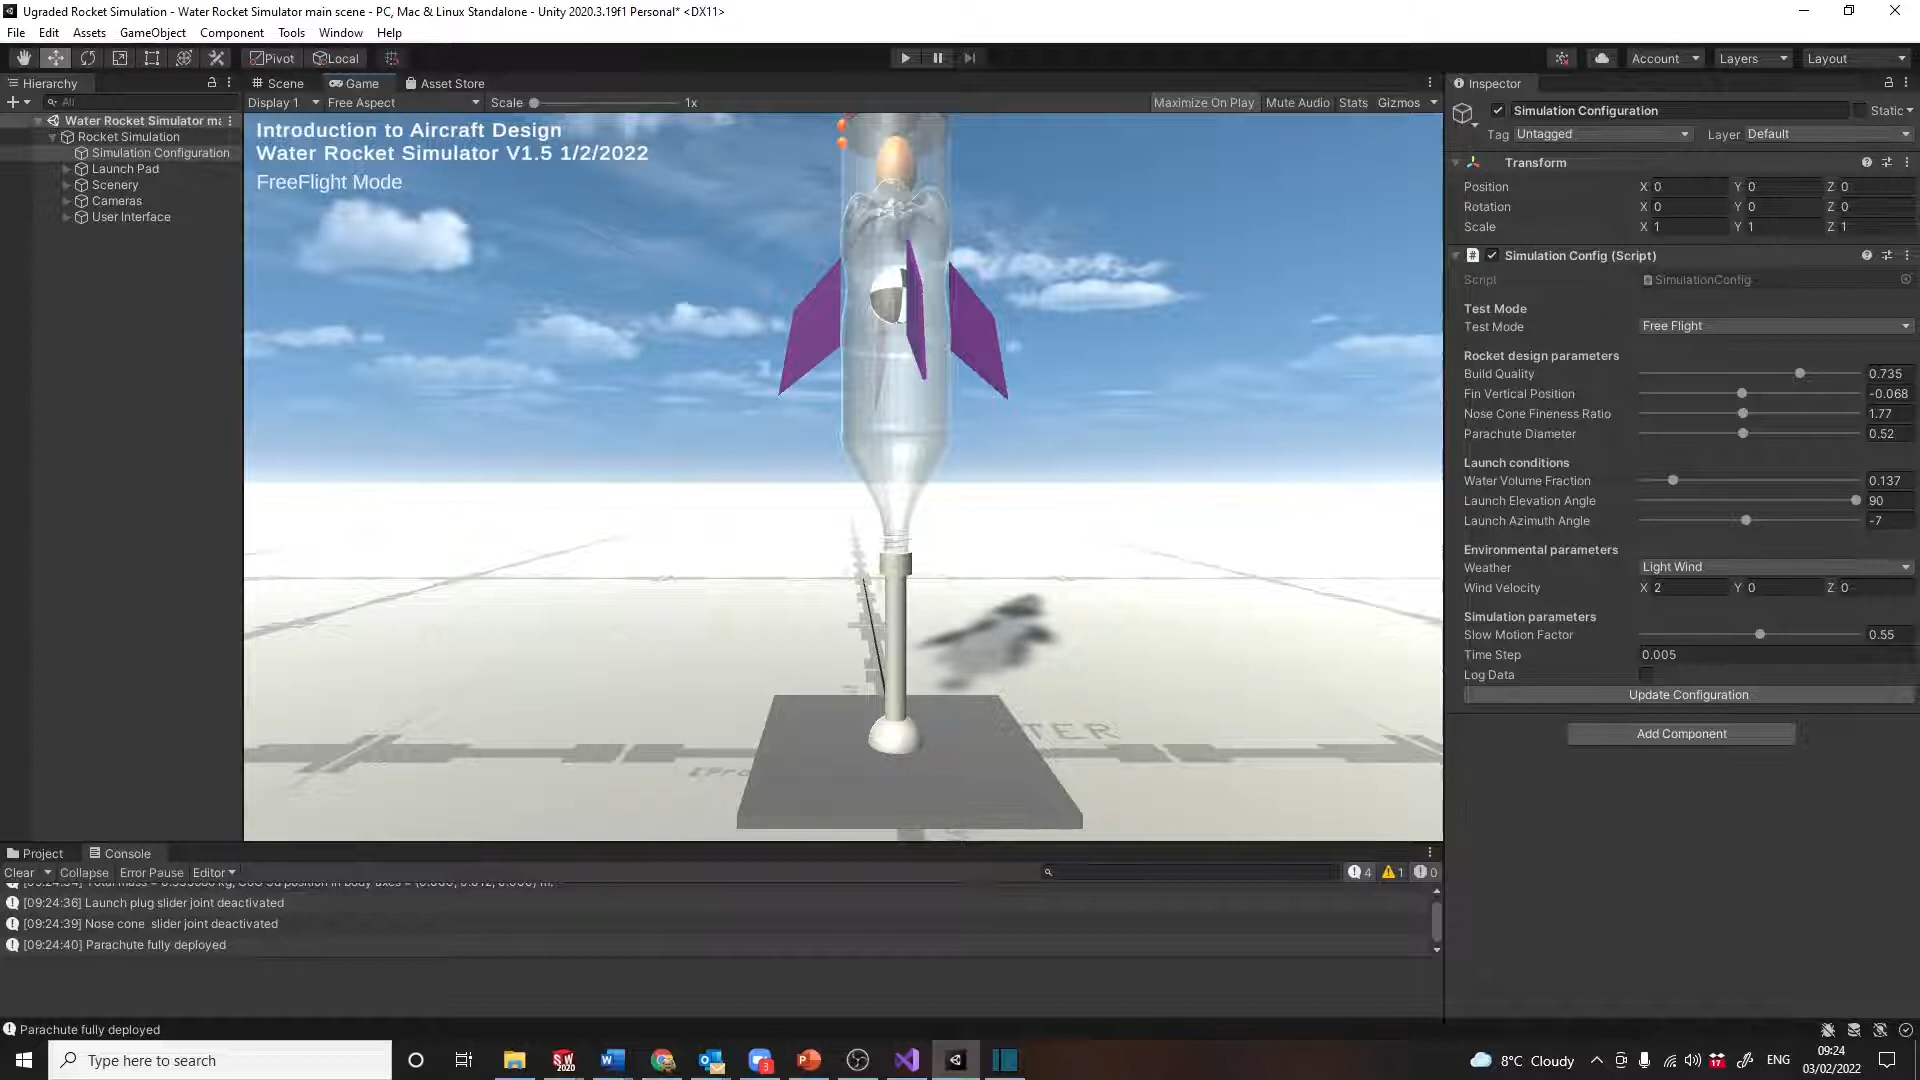 Ugraded Rocket Simulation - Water Rocket Simulator main scene - PC, Mac & Linux Standalone - Unity 2020.3.19f1 Personal* <DX11>
File Edit Assets GameObject Component Tools Window Help
Pivot Local Account Layers Layout
Hierarchy Scene Game Asset Store Inspector
All Display 1 Free Aspect Scale 1x Maximize On Play Mute Audio Stats Gizmos
Simulation Configuration Static
Tag Untagged Layer Default
Water Rocket Simulator ma
Rocket Simulation
Simulation Configuration
Launch Pad
Scenery
Cameras
User Interface
Introduction to Aircraft Design
Water Rocket Simulator V1.5 1/2/2022
FreeFlight Mode
Transform
Position X 0 Y 0 Z 0
Rotation X 0 Y 0 Z 0
Scale X 1 Y 1 Z 1
Simulation Config (Script)
Script SimulationConfig
Test Mode
Test Mode Free Flight
Rocket design parameters
Build Quality 0.735
Fin Vertical Position -0.068
Nose Cone Fineness Ratio 1.77
Parachute Diameter 0.52
Launch conditions
Water Volume Fraction 0.137
Launch Elevation Angle 90
Launch Azimuth Angle -7
Environmental parameters
Weather Light Wind
Wind Velocity X 2 Y 0 Z 0
Simulation parameters
Slow Motion Factor 0.55
Time Step 0.005
Log Data
Update Configuration
Add Component
Project Console
Clear Collapse Error Pause Editor 4 1 0
[09:24:36] Launch plug slider joint deactivated
[09:24:39] Nose cone slider joint deactivated
[09:24:40] Parachute fully deployed
Parachute fully deployed
Type here to search
8°C Cloudy ENG 09:24
03/02/2022